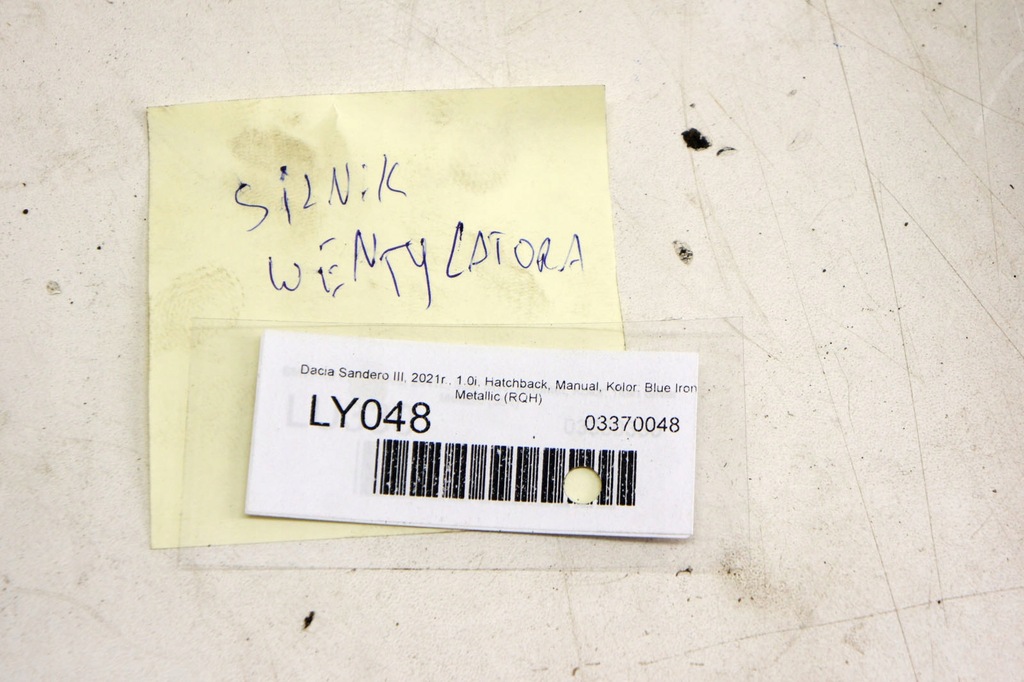 SilNiK
WENTYLATORA
Dacia Sandero III, 2021r., 1.0i, Hatchback, Manual, Kolor: Blue Iron
Metallic (RQH)
LY048
03370048